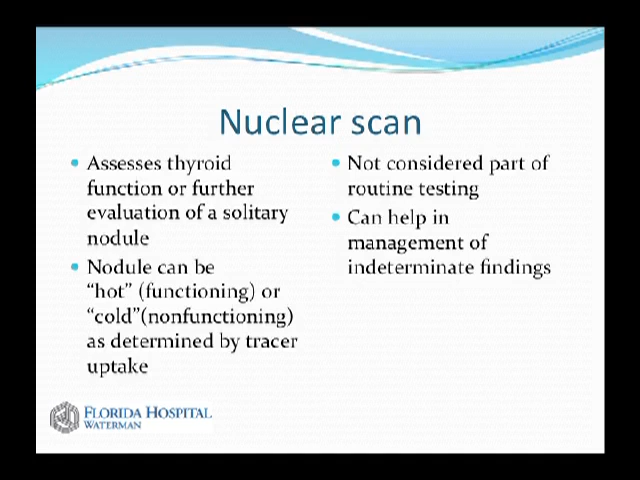 Nuclear scan
Assesses thyroid
function or further
evaluation of a solitary
nodule
Nodule can be
“hot” (functioning) or
“cold”(nonfunctioning)
as determined by tracer
uptake
Not considered part of
routine testing
Can help in
management of
indeterminate findings
FLORIDA HOSPITAL
WATERMAN